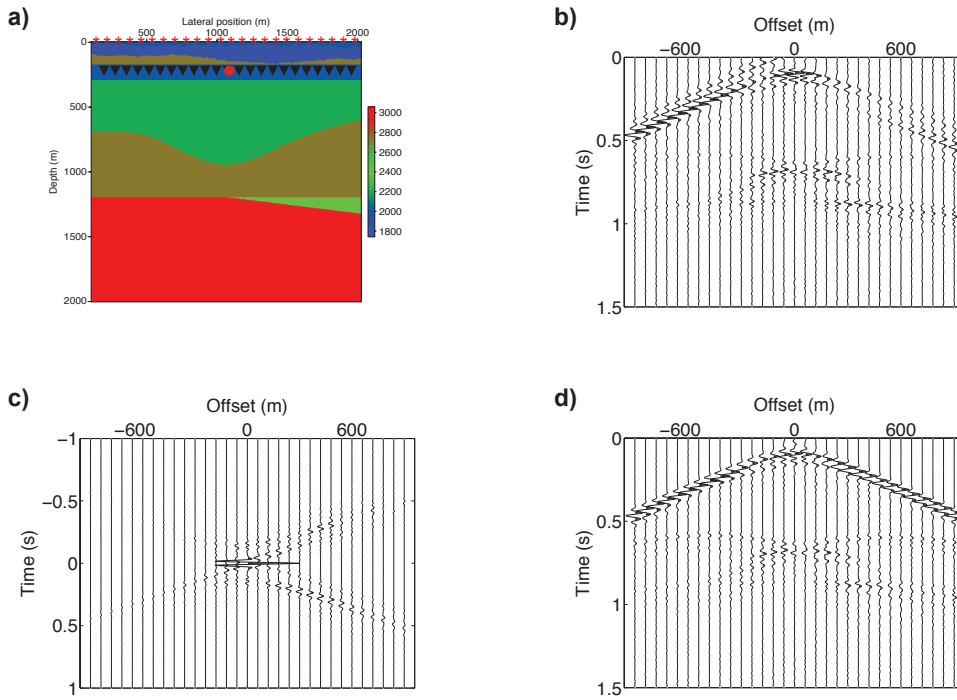 a)
Lateral position (m)
500 1000 1500 2000
0
500
1000
1500
2000
Depth (m)
3000
2800
2600
2400
2200
2000
1800
b)
Offset (m)
−600 0 600
0
0.5
1
1.5
Time (s)
c)
Offset (m)
−600 0 600
−1
−0.5
0
0.5
1
Time (s)
d)
Offset (m)
−600 0 600
0
0.5
1
1.5
Time (s)